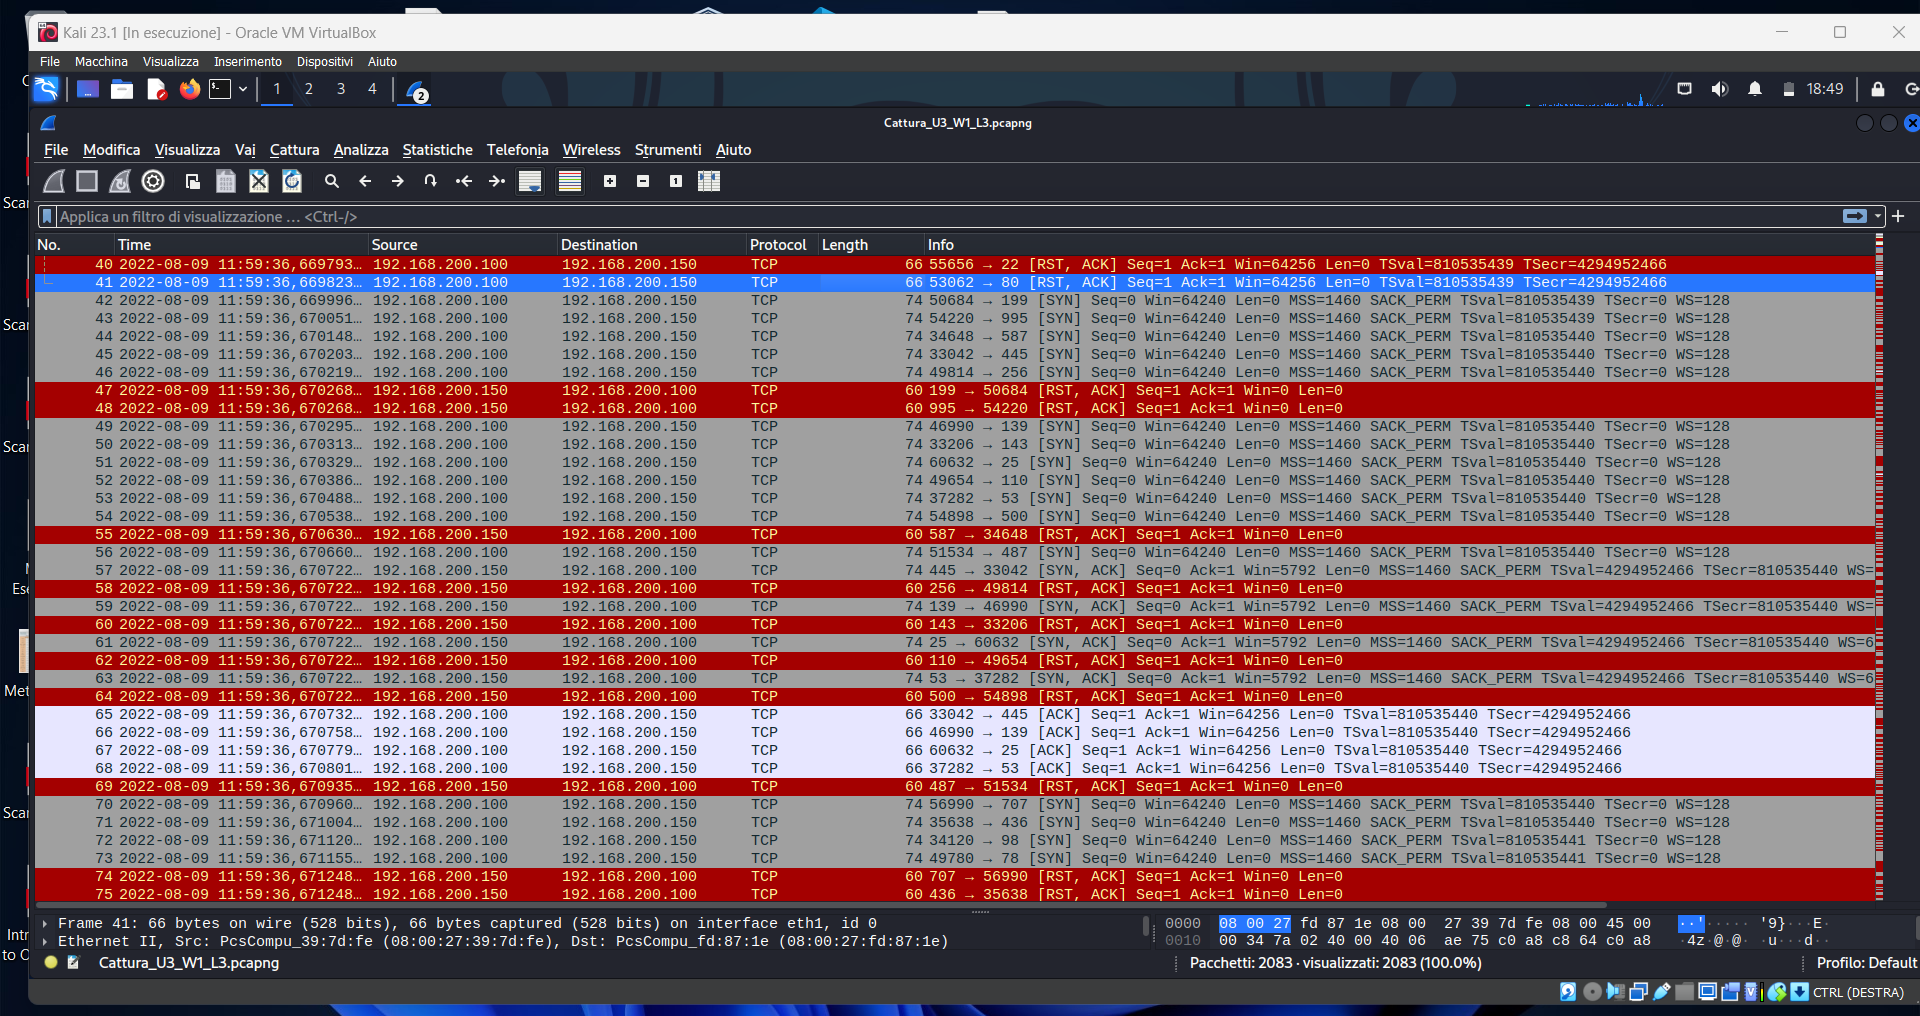 Kali 23.1 [In esecuzione] - Oracle VM VirtualBox
File Macchina Visualizza Inserimento Dispositivi Aiuto
1 2 3 4 2 18:49
Cattura_U3_W1_L3.pcapng
File Modifica Visualizza Vai Cattura Analizza Statistiche Telefonia Wireless Strumenti Aiuto
Applica un filtro di visualizzazione ... <Ctrl-/>
No. Time Source Destination Protocol Length Info
40 2022-08-09 11:59:36,669793… 192.168.200.100 192.168.200.150 TCP 66 55656 → 22 [RST, ACK] Seq=1 Ack=1 Win=64256 Len=0 TSval=810535439 TSecr=4294952466
41 2022-08-09 11:59:36,669823… 192.168.200.100 192.168.200.150 TCP 66 53062 → 80 [RST, ACK] Seq=1 Ack=1 Win=64256 Len=0 TSval=810535439 TSecr=4294952466
42 2022-08-09 11:59:36,669996… 192.168.200.100 192.168.200.150 TCP 74 50684 → 199 [SYN] Seq=0 Win=64240 Len=0 MSS=1460 SACK_PERM TSval=810535439 TSecr=0 WS=128
43 2022-08-09 11:59:36,670051… 192.168.200.100 192.168.200.150 TCP 74 54220 → 995 [SYN] Seq=0 Win=64240 Len=0 MSS=1460 SACK_PERM TSval=810535439 TSecr=0 WS=128
44 2022-08-09 11:59:36,670148… 192.168.200.100 192.168.200.150 TCP 74 34648 → 587 [SYN] Seq=0 Win=64240 Len=0 MSS=1460 SACK_PERM TSval=810535439 TSecr=0 WS=128
45 2022-08-09 11:59:36,670203… 192.168.200.100 192.168.200.150 TCP 74 33042 → 445 [SYN] Seq=0 Win=64240 Len=0 MSS=1460 SACK_PERM TSval=810535439 TSecr=0 WS=128
46 2022-08-09 11:59:36,670219… 192.168.200.100 192.168.200.150 TCP 74 49814 → 256 [SYN] Seq=0 Win=64240 Len=0 MSS=1460 SACK_PERM TSval=810535439 TSecr=0 WS=128
47 2022-08-09 11:59:36,670268… 192.168.200.150 192.168.200.100 TCP 60 199 → 50684 [RST, ACK] Seq=1 Ack=1 Win=0 Len=0
48 2022-08-09 11:59:36,670268… 192.168.200.150 192.168.200.100 TCP 60 995 → 54220 [RST, ACK] Seq=1 Ack=1 Win=0 Len=0
49 2022-08-09 11:59:36,670295… 192.168.200.100 192.168.200.150 TCP 74 46990 → 139 [SYN] Seq=0 Win=64240 Len=0 MSS=1460 SACK_PERM TSval=810535440 TSecr=0 WS=128
50 2022-08-09 11:59:36,670313… 192.168.200.100 192.168.200.150 TCP 74 33206 → 143 [SYN] Seq=0 Win=64240 Len=0 MSS=1460 SACK_PERM TSval=810535440 TSecr=0 WS=128
51 2022-08-09 11:59:36,670329… 192.168.200.100 192.168.200.150 TCP 74 60632 → 25 [SYN] Seq=0 Win=64240 Len=0 MSS=1460 SACK_PERM TSval=810535440 TSecr=0 WS=128
52 2022-08-09 11:59:36,670386… 192.168.200.100 192.168.200.150 TCP 74 49654 → 110 [SYN] Seq=0 Win=64240 Len=0 MSS=1460 SACK_PERM TSval=810535440 TSecr=0 WS=128
53 2022-08-09 11:59:36,670488… 192.168.200.100 192.168.200.150 TCP 74 37282 → 53 [SYN] Seq=0 Win=64240 Len=0 MSS=1460 SACK_PERM TSval=810535440 TSecr=0 WS=128
54 2022-08-09 11:59:36,670538… 192.168.200.100 192.168.200.150 TCP 74 54898 → 500 [SYN] Seq=0 Win=64240 Len=0 MSS=1460 SACK_PERM TSval=810535440 TSecr=0 WS=128
55 2022-08-09 11:59:36,670630… 192.168.200.150 192.168.200.100 TCP 60 587 → 34648 [RST, ACK] Seq=1 Ack=1 Win=0 Len=0
56 2022-08-09 11:59:36,670660… 192.168.200.100 192.168.200.150 TCP 74 51534 → 487 [SYN] Seq=0 Win=64240 Len=0 MSS=1460 SACK_PERM TSval=810535440 TSecr=0 WS=128
57 2022-08-09 11:59:36,670722… 192.168.200.150 192.168.200.100 TCP 74 445 → 33042 [SYN, ACK] Seq=0 Ack=1 Win=5792 Len=0 MSS=1460 SACK_PERM TSval=4294952466 TSecr=810535440 WS=
58 2022-08-09 11:59:36,670722… 192.168.200.150 192.168.200.100 TCP 60 256 → 49814 [RST, ACK] Seq=1 Ack=1 Win=0 Len=0
59 2022-08-09 11:59:36,670722… 192.168.200.150 192.168.200.100 TCP 74 139 → 46990 [SYN, ACK] Seq=0 Ack=1 Win=5792 Len=0 MSS=1460 SACK_PERM TSval=4294952466 TSecr=810535440 WS=
60 2022-08-09 11:59:36,670722… 192.168.200.150 192.168.200.100 TCP 60 143 → 33206 [RST, ACK] Seq=1 Ack=1 Win=0 Len=0
61 2022-08-09 11:59:36,670722… 192.168.200.150 192.168.200.100 TCP 74 25 → 60632 [SYN, ACK] Seq=0 Ack=1 Win=5792 Len=0 MSS=1460 SACK_PERM TSval=4294952466 TSecr=810535440 WS=6
62 2022-08-09 11:59:36,670722… 192.168.200.150 192.168.200.100 TCP 60 110 → 49654 [RST, ACK] Seq=1 Ack=1 Win=0 Len=0
63 2022-08-09 11:59:36,670722… 192.168.200.150 192.168.200.100 TCP 74 53 → 37282 [SYN, ACK] Seq=0 Ack=1 Win=5792 Len=0 MSS=1460 SACK_PERM TSval=4294952466 TSecr=810535440 WS=6
64 2022-08-09 11:59:36,670722… 192.168.200.150 192.168.200.100 TCP 60 500 → 54898 [RST, ACK] Seq=1 Ack=1 Win=0 Len=0
65 2022-08-09 11:59:36,670732… 192.168.200.100 192.168.200.150 TCP 66 33042 → 445 [ACK] Seq=1 Ack=1 Win=64256 Len=0 TSval=810535440 TSecr=4294952466
66 2022-08-09 11:59:36,670758… 192.168.200.100 192.168.200.150 TCP 66 46990 → 139 [ACK] Seq=1 Ack=1 Win=64256 Len=0 TSval=810535440 TSecr=4294952466
67 2022-08-09 11:59:36,670779… 192.168.200.100 192.168.200.150 TCP 66 60632 → 25 [ACK] Seq=1 Ack=1 Win=64256 Len=0 TSval=810535440 TSecr=4294952466
68 2022-08-09 11:59:36,670801… 192.168.200.100 192.168.200.150 TCP 66 37282 → 53 [ACK] Seq=1 Ack=1 Win=64256 Len=0 TSval=810535440 TSecr=4294952466
69 2022-08-09 11:59:36,670935… 192.168.200.150 192.168.200.100 TCP 60 487 → 51534 [RST, ACK] Seq=1 Ack=1 Win=0 Len=0
70 2022-08-09 11:59:36,670960… 192.168.200.100 192.168.200.150 TCP 74 56990 → 707 [SYN] Seq=0 Win=64240 Len=0 MSS=1460 SACK_PERM TSval=810535440 TSecr=0 WS=128
71 2022-08-09 11:59:36,671004… 192.168.200.100 192.168.200.150 TCP 74 35638 → 436 [SYN] Seq=0 Win=64240 Len=0 MSS=1460 SACK_PERM TSval=810535440 TSecr=0 WS=128
72 2022-08-09 11:59:36,671120… 192.168.200.100 192.168.200.150 TCP 74 34120 → 98 [SYN] Seq=0 Win=64240 Len=0 MSS=1460 SACK_PERM TSval=810535441 TSecr=0 WS=128
73 2022-08-09 11:59:36,671155… 192.168.200.100 192.168.200.150 TCP 74 49780 → 78 [SYN] Seq=0 Win=64240 Len=0 MSS=1460 SACK_PERM TSval=810535441 TSecr=0 WS=128
74 2022-08-09 11:59:36,671248… 192.168.200.150 192.168.200.100 TCP 60 707 → 56990 [RST, ACK] Seq=1 Ack=1 Win=0 Len=0
75 2022-08-09 11:59:36,671248… 192.168.200.150 192.168.200.100 TCP 60 436 → 35638 [RST, ACK] Seq=1 Ack=1 Win=0 Len=0
Frame 41: 66 bytes on wire (528 bits), 66 bytes captured (528 bits) on interface eth1, id 0
Ethernet II, Src: PcsCompu_39:7d:fe (08:00:27:39:7d:fe), Dst: PcsCompu_fd:87:1e (08:00:27:fd:87:1e)
0000 08 00 27 fd 87 1e 08 00 27 39 7d fe 08 00 45 00 ··'····· '9}···E·
0010 00 34 7a 02 40 00 40 06 ae 75 c0 a8 c8 64 c0 a8 ·4z·@·@· ·u···d··
Cattura_U3_W1_L3.pcapng
Pacchetti: 2083 · visualizzati: 2083 (100.0%)
Profilo: Default
CTRL (DESTRA)
Scar
Scar
Scar
Ese
Met
Scar
Intr
to C